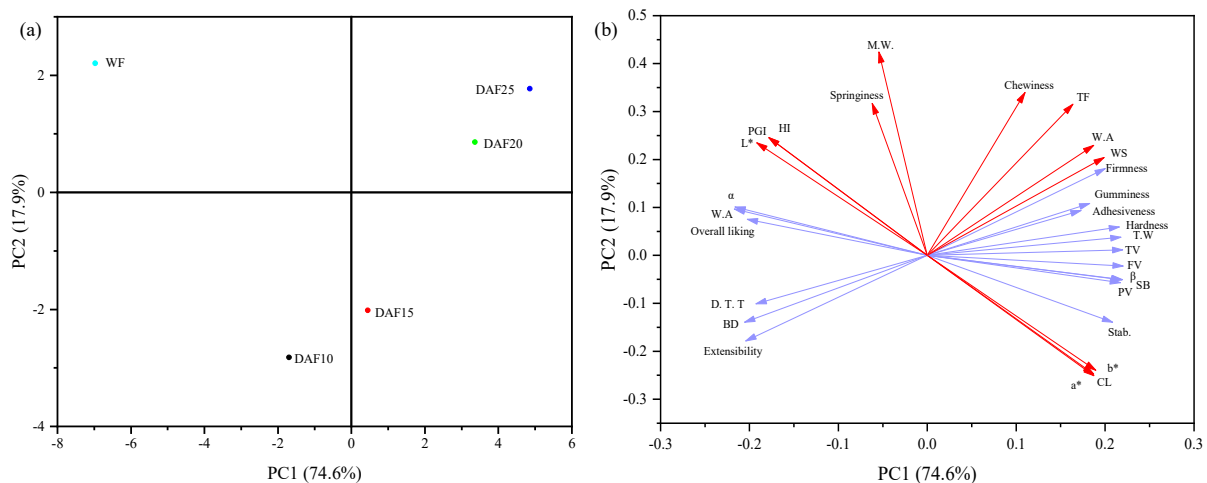 (a)
WF
DAF25
DAF20
DAF15
DAF10
2
0
-2
-4
-8
-6
-4
-2
0
2
4
6
PC2 (17.9%)
PC1 (74.6%)
(b)
0.5
0.4
0.3
0.2
0.1
0.0
-0.1
-0.2
-0.3
-0.3
-0.2
-0.1
0.0
0.1
0.2
0.3
PC2 (17.9%)
PC1 (74.6%)
M.W.
Springiness
Chewiness
TF
PGI HI
L*
W.A
WS
Firmness
α
W.A
Overall liking
Gumminess
Adhesiveness
Hardness
T.W
TV
FV
β
SB
PV
D. T. T
BD
Extensibility
Stab.
b*
CL
a*